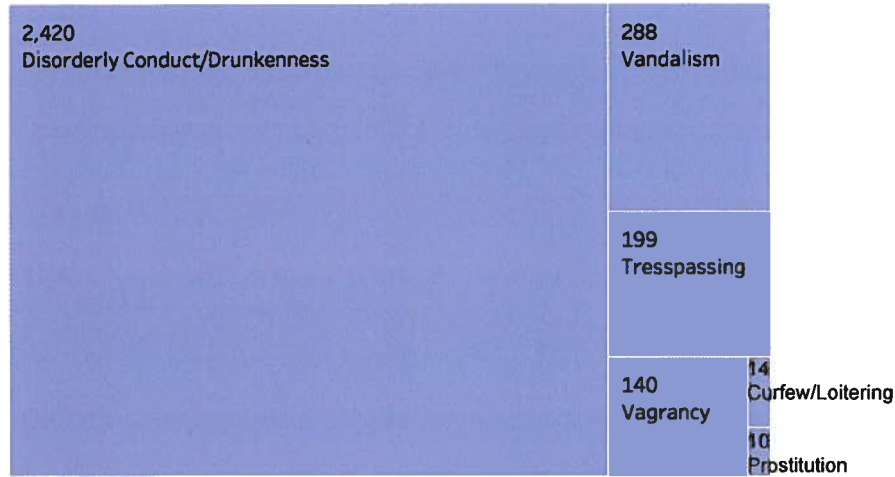 2,420
Disorderly Conduct/Drunkenness
288
Vandalism
199
Tresspassing
140
Vagrancy
14
Curfew/Loitering
10
Prostitution